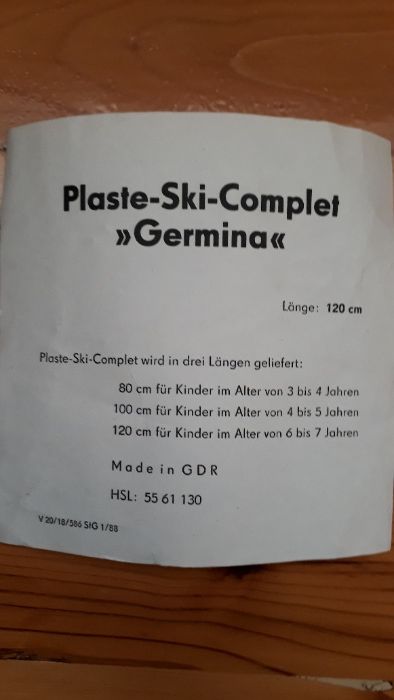 Plaste-Ski-Complet
»Germina«
Länge: 120 cm
Plaste-Ski-Complet wird in drei Längen geliefert:
80 cm für Kinder im Alter von 3 bis 4 Jahren
100 cm für Kinder im Alter von 4 bis 5 Jahren
120 cm für Kinder im Alter von 6 bis 7 Jahren
Made in GDR
HSL: 55 61 130
V 20/18/586 SIG 1/88